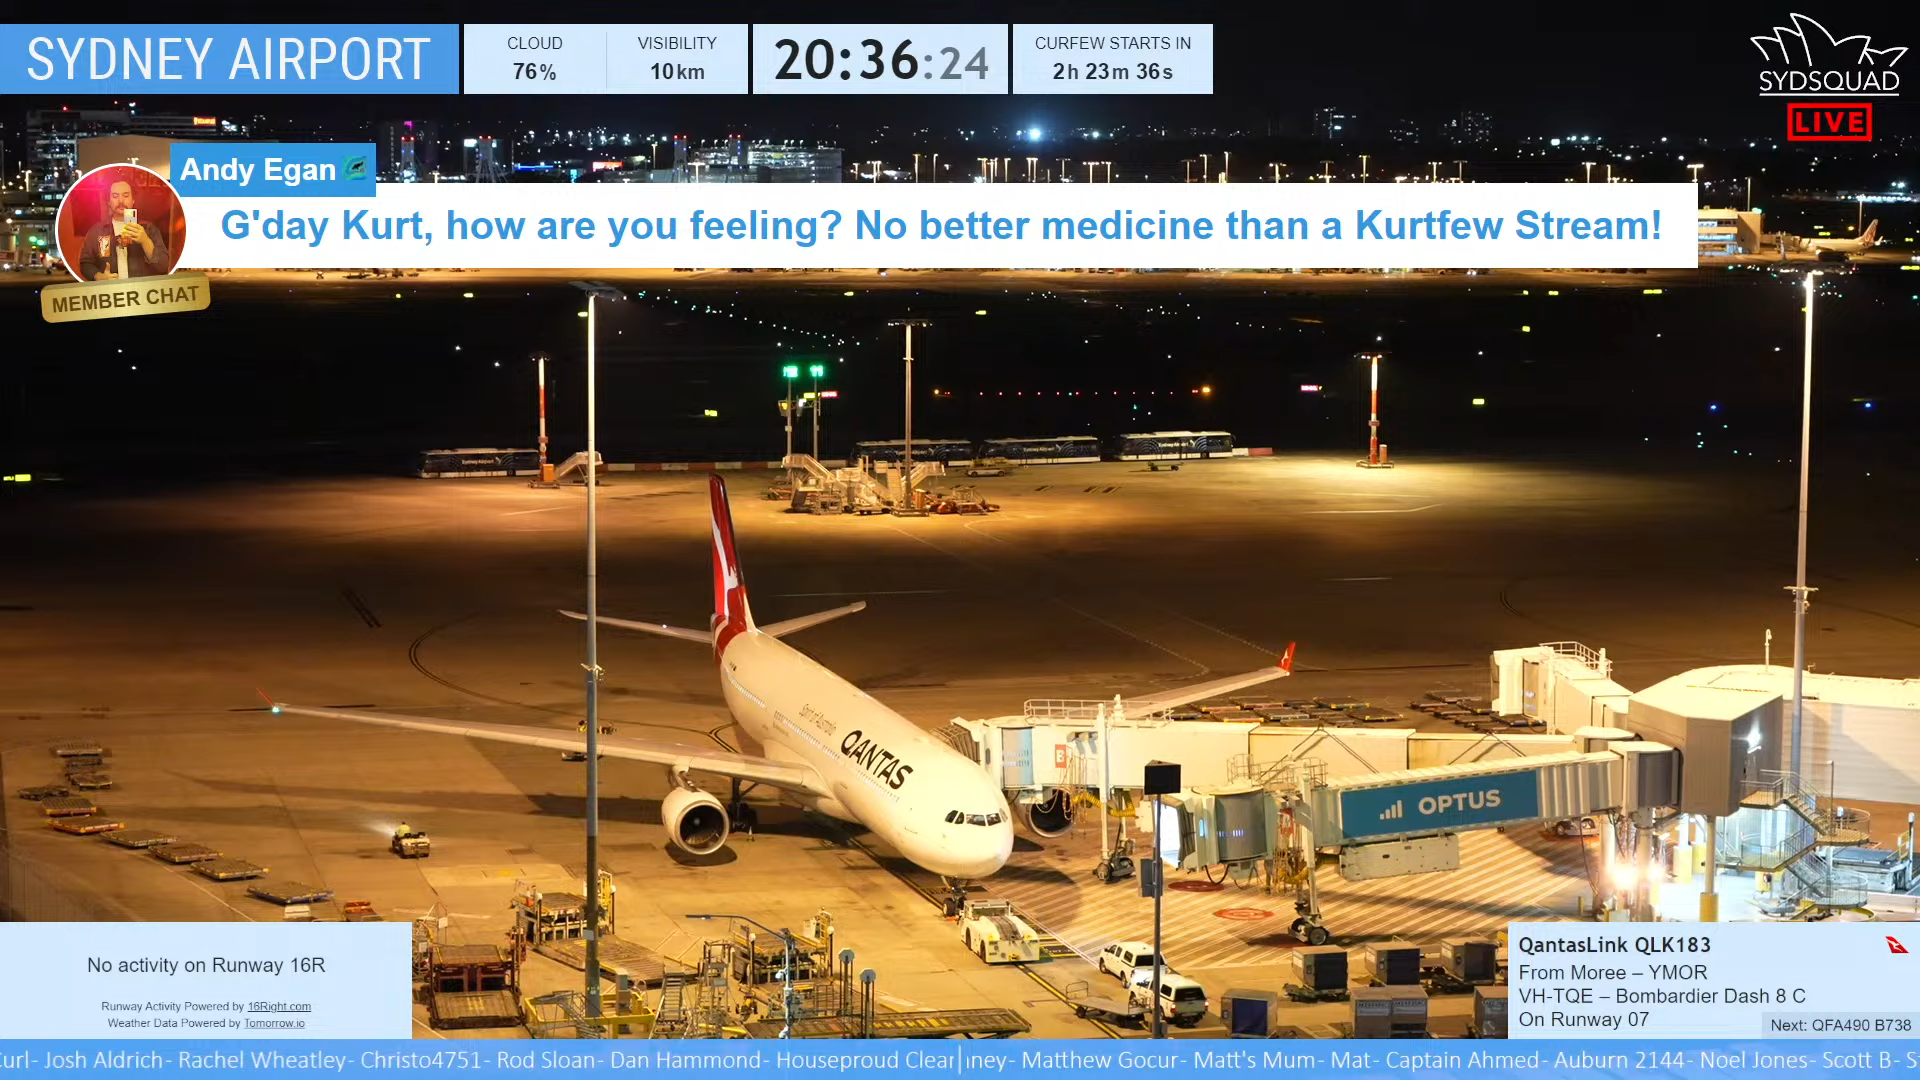 SYDNEY AIRPORT
CLOUD
76%
VISIBILITY
10km
20:36:24
CURFEW STARTS IN
2h 23m 36s
SYDSQUAD
LIVE
Andy Egan
G'day Kurt, how are you feeling? No better medicine than a Kurtfew Stream!
MEMBER CHAT
Spirit of Australia
QANTAS
OPTUS
No activity on Runway 16R
Runway Activity Powered by 16Right.com
Weather Data Powered by Tomorrow.io
QantasLink QLK183
From Moree – YMOR
VH-TQE – Bombardier Dash 8 C
On Runway 07
Next: QFA490 B738
Curl- Josh Aldrich- Rachel Wheatley- Christo4751- Rod Sloan- Dan Hammond- Houseproud Clear
ney- Matthew Gocur- Matt's Mum- Mat- Captain Ahmed- Auburn 2144- Noel Jones- Scott B- S